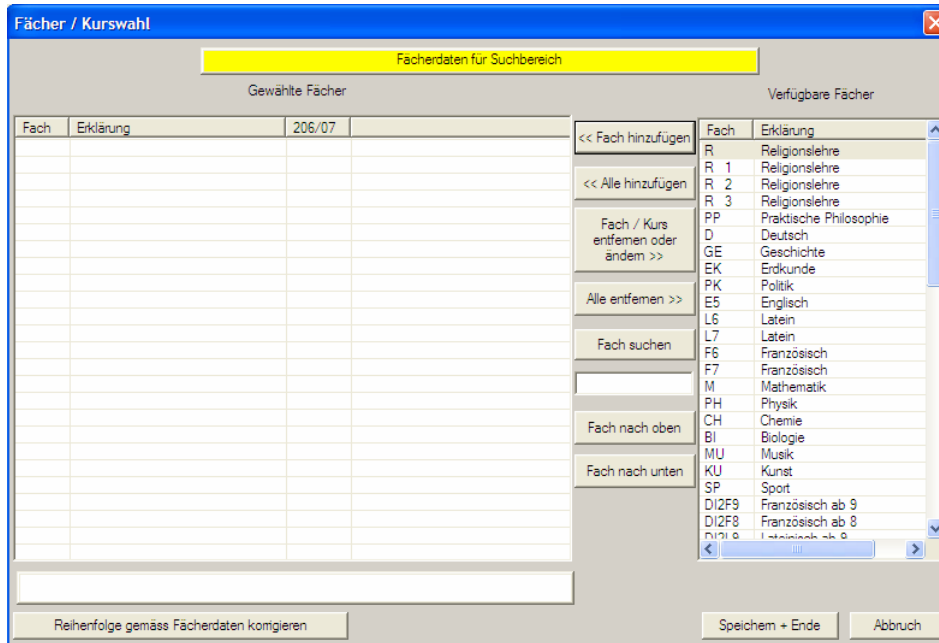 Fächer / Kurswahl
Fächerdaten für Suchbereich
Gewählte Fächer
Verfügbare Fächer
Fach Erklärung 206/07
<< Fach hinzufügen
<< Alle hinzufügen
Fach / Kurs
entfernen oder
ändern >>
Alle entfernen >>
Fach suchen
Fach nach oben
Fach nach unten
Fach Erklärung
R Religionslehre
R 1 Religionslehre
R 2 Religionslehre
R 3 Religionslehre
PP Praktische Philosophie
D Deutsch
GE Geschichte
EK Erdkunde
PK Politik
E5 Englisch
L6 Latein
L7 Latein
F6 Französisch
F7 Französisch
M Mathematik
PH Physik
CH Chemie
BI Biologie
MU Musik
KU Kunst
SP Sport
DI2F9 Französisch ab 9
DI2F8 Französisch ab 8
DI2L9 Lateinisch ab 9
Reihenfolge gemäss Fächerdaten korrigieren
Speichern + Ende
Abbruch